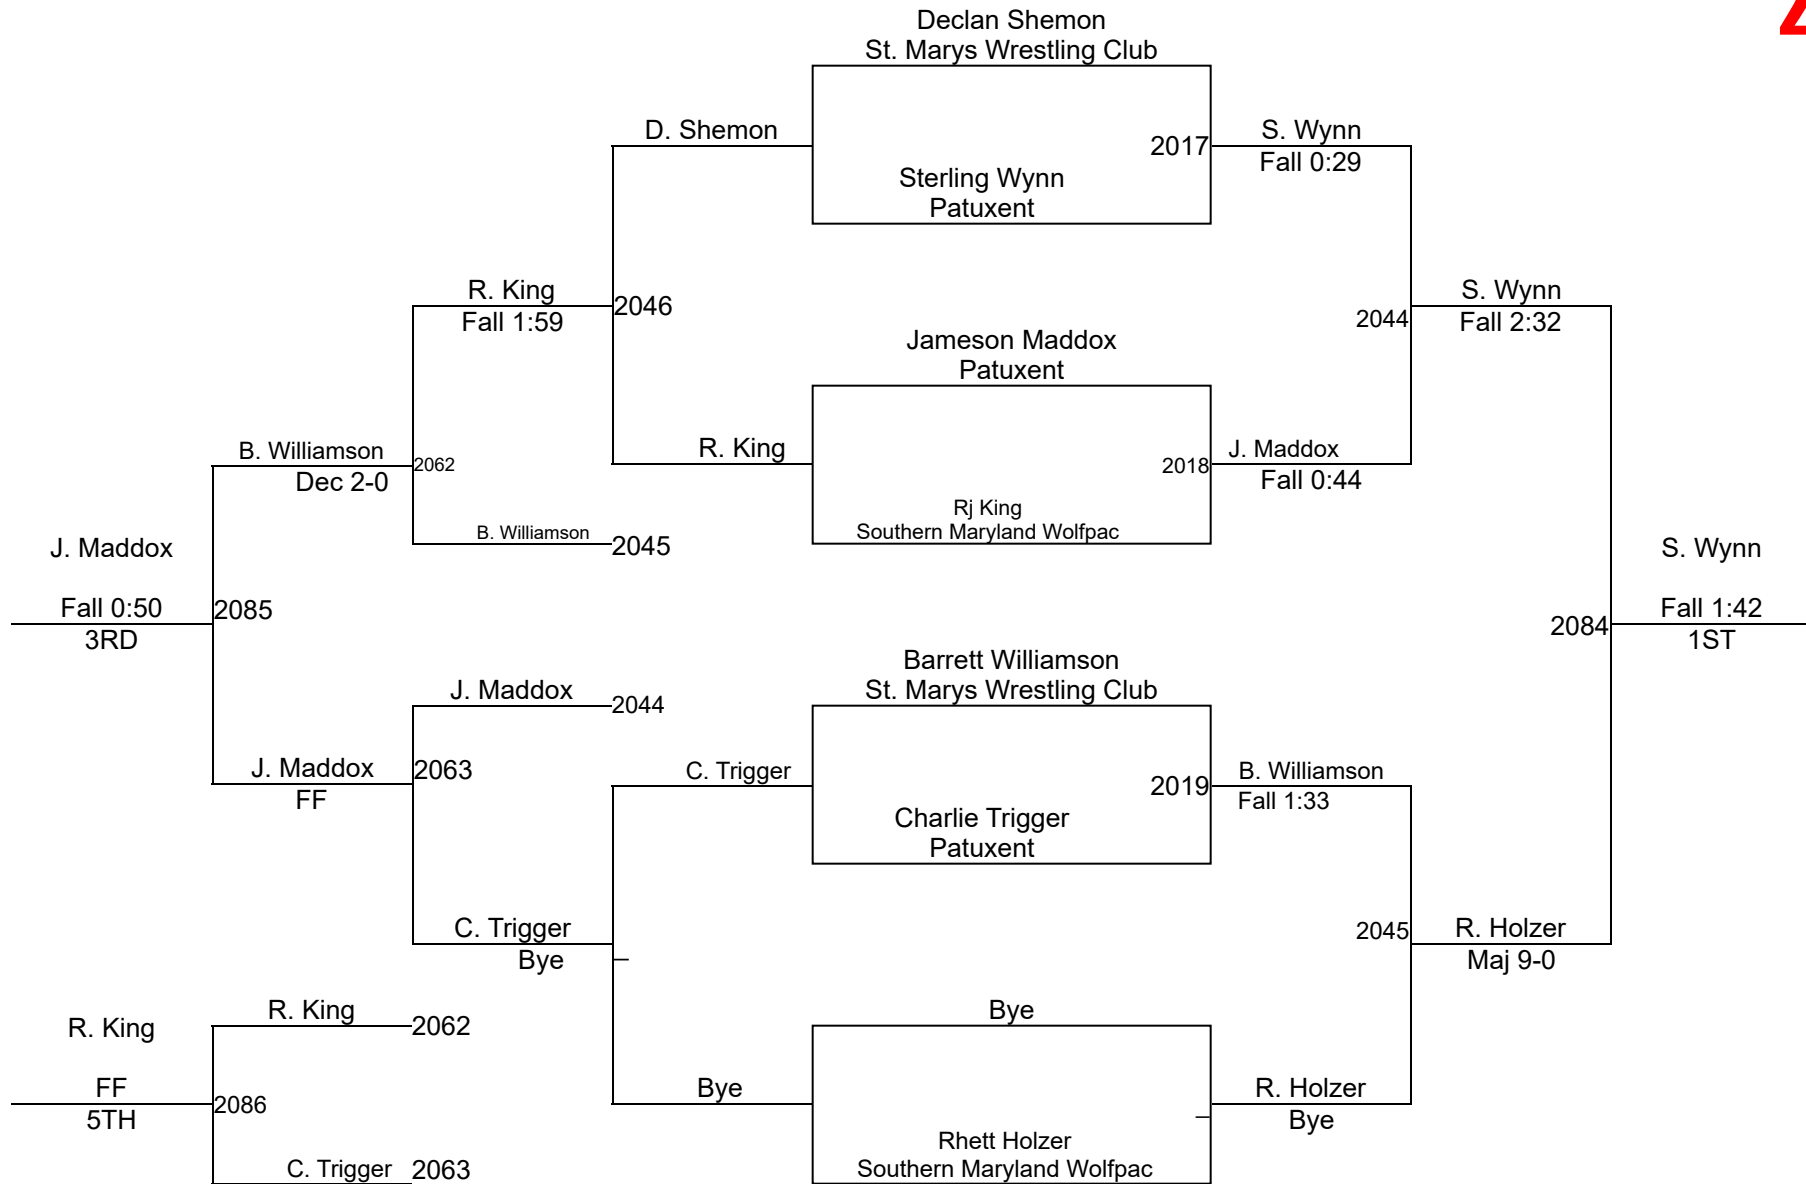 Declan Shemon
St. Marys Wrestling Club
D. Shemon
2017
S. Wynn
Fall 0:29
Sterling Wynn
Patuxent
R. King
Fall 1:59
2046
2044
S. Wynn
Fall 2:32
Jameson Maddox
Patuxent
B. Williamson
Dec 2-0
2062
R. King
2018
J. Maddox
Fall 0:44
Rj King
Southern Maryland Wolfpac
B. Williamson
2045
J. Maddox
Fall 0:50
3RD
2085
2084
S. Wynn
Fall 1:42
1ST
Barrett Williamson
St. Marys Wrestling Club
J. Maddox
2044
J. Maddox
FF
2063
C. Trigger
2019
B. Williamson
Fall 1:33
Charlie Trigger
Patuxent
C. Trigger
Bye
2045
R. Holzer
Maj 9-0
R. King
FF
5TH
R. King
2062
2086
C. Trigger
2063
Bye
Bye
R. Holzer
Bye
Rhett Holzer
Southern Maryland Wolfpac